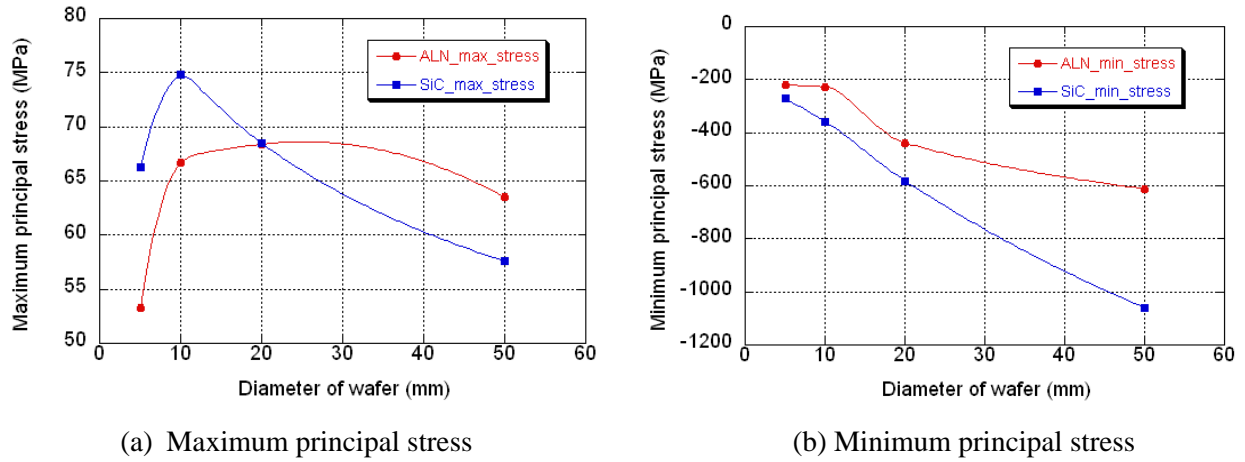 80
75
70
65
60
55
50
Maximum principal stress (MPa)
ALN_max_stress
SiC_max_stress
0 10 20 30 40 50 60
Diameter of wafer (mm)
(a) Maximum principal stress
-0
-200
-400
-600
-800
-1000
-1200
Minimum principal stress (MPa)
ALN_min_stress
SiC_min_stress
0 10 20 30 40 50 60
Diameter of wafer (mm)
(b) Minimum principal stress